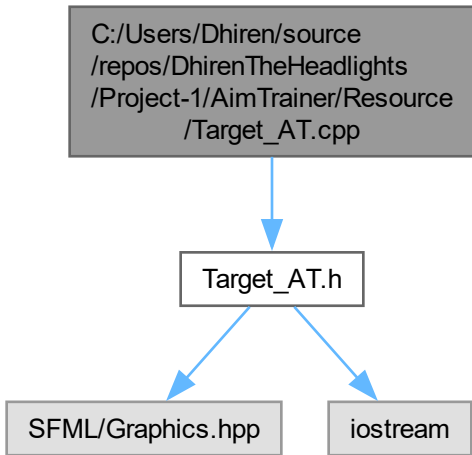 C:/Users/Dhiren/source
/repos/DhirenTheHeadlights
/Project-1/AimTrainer/Resource
/Target_AT.cpp
Target_AT.h
SFML/Graphics.hpp
iostream